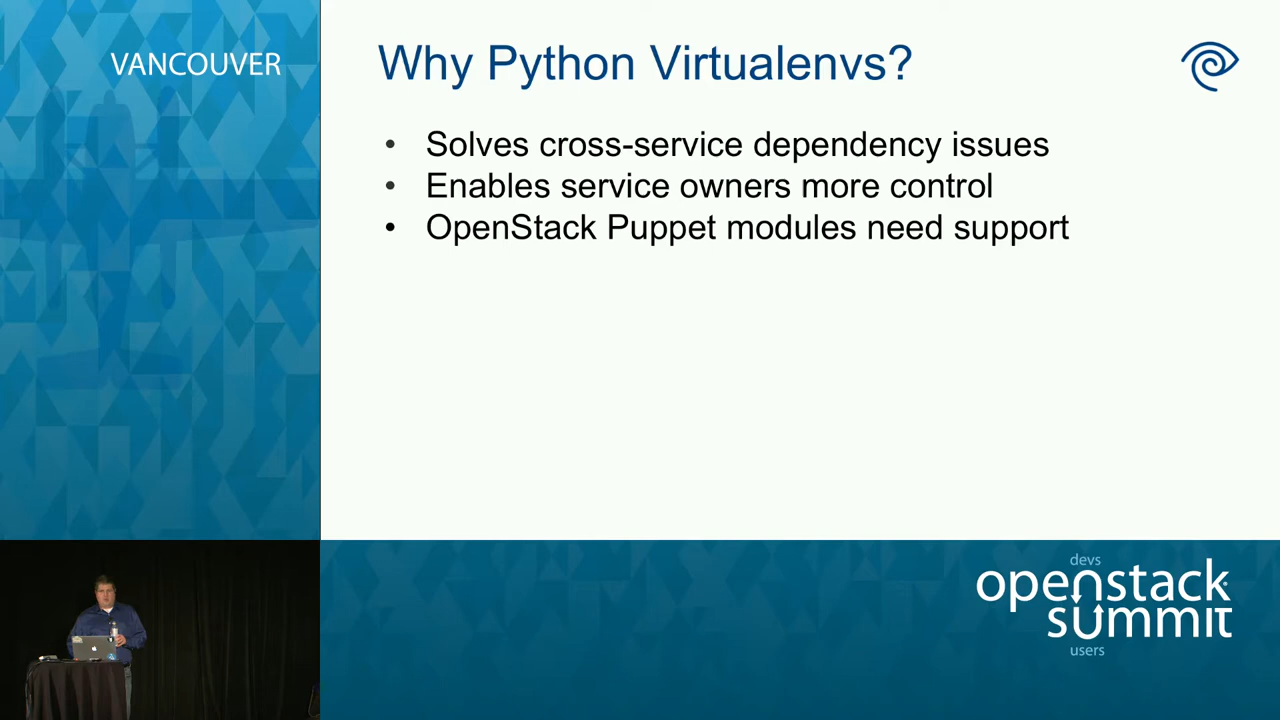 VANCOUVER
Why Python Virtualenvs?
• Solves cross-service dependency issues
• Enables service owners more control
• OpenStack Puppet modules need support
devs
openstack
summit
users